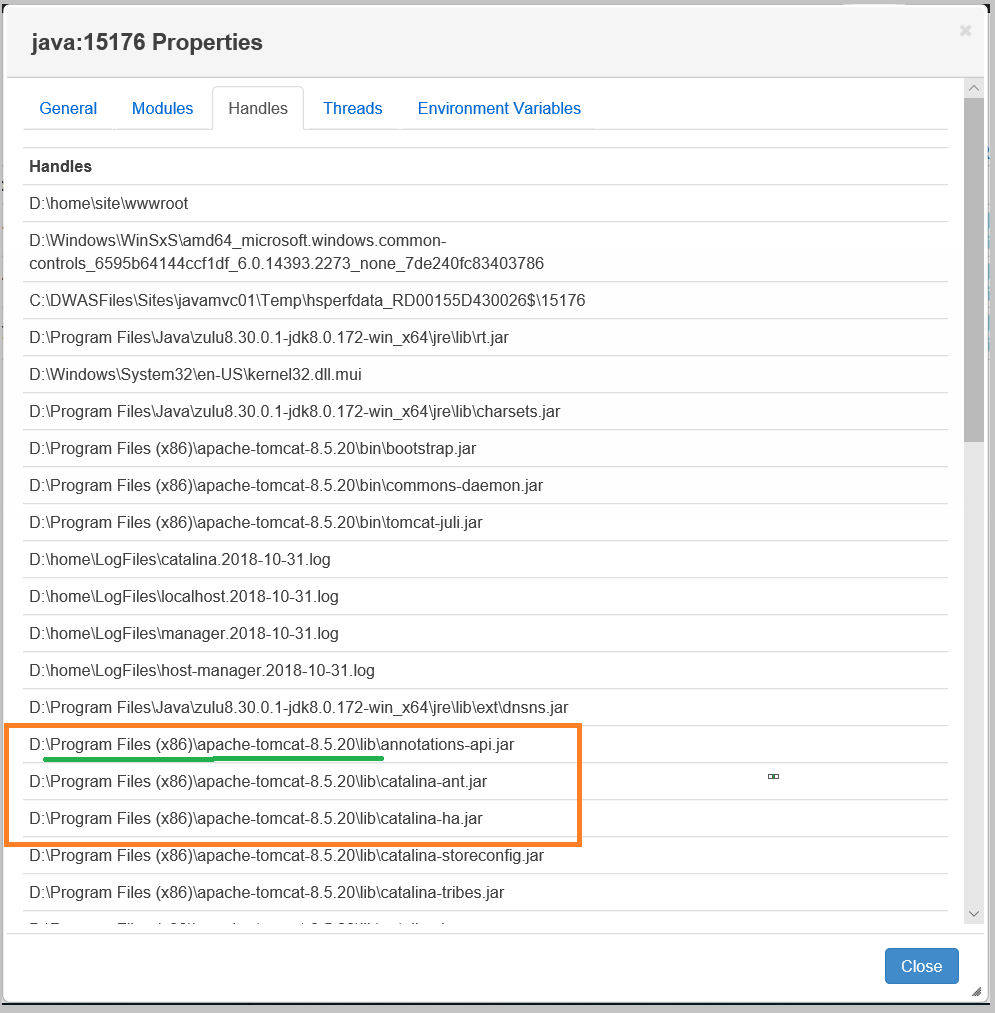 java:15176 Properties
×
General
Modules
Handles
Threads
Environment Variables
Handles
D:\home\site\wwwroot
D:\Windows\WinSxS\amd64_microsoft.windows.common-
controls_6595b64144ccf1df_6.0.14393.2273_none_7de240fc83403786
C:\DWASFiles\Sites\javamvc01\Temp\hsperfdata_RD00155D430026$\15176
D:\Program Files\Java\zulu8.30.0.1-jdk8.0.172-win_x64\jre\lib\rt.jar
D:\Windows\System32\en-US\kernel32.dll.mui
D:\Program Files\Java\zulu8.30.0.1-jdk8.0.172-win_x64\jre\lib\charsets.jar
D:\Program Files (x86)\apache-tomcat-8.5.20\bin\bootstrap.jar
D:\Program Files (x86)\apache-tomcat-8.5.20\bin\commons-daemon.jar
D:\Program Files (x86)\apache-tomcat-8.5.20\bin\tomcat-juli.jar
D:\home\LogFiles\catalina.2018-10-31.log
D:\home\LogFiles\localhost.2018-10-31.log
D:\home\LogFiles\manager.2018-10-31.log
D:\home\LogFiles\host-manager.2018-10-31.log
D:\Program Files\Java\zulu8.30.0.1-jdk8.0.172-win_x64\jre\lib\ext\dnsns.jar
D:\Program Files (x86)\apache-tomcat-8.5.20\lib\annotations-api.jar
D:\Program Files (x86)\apache-tomcat-8.5.20\lib\catalina-ant.jar
D:\Program Files (x86)\apache-tomcat-8.5.20\lib\catalina-ha.jar
D:\Program Files (x86)\apache-tomcat-8.5.20\lib\catalina-storeconfig.jar
D:\Program Files (x86)\apache-tomcat-8.5.20\lib\catalina-tribes.jar
Close